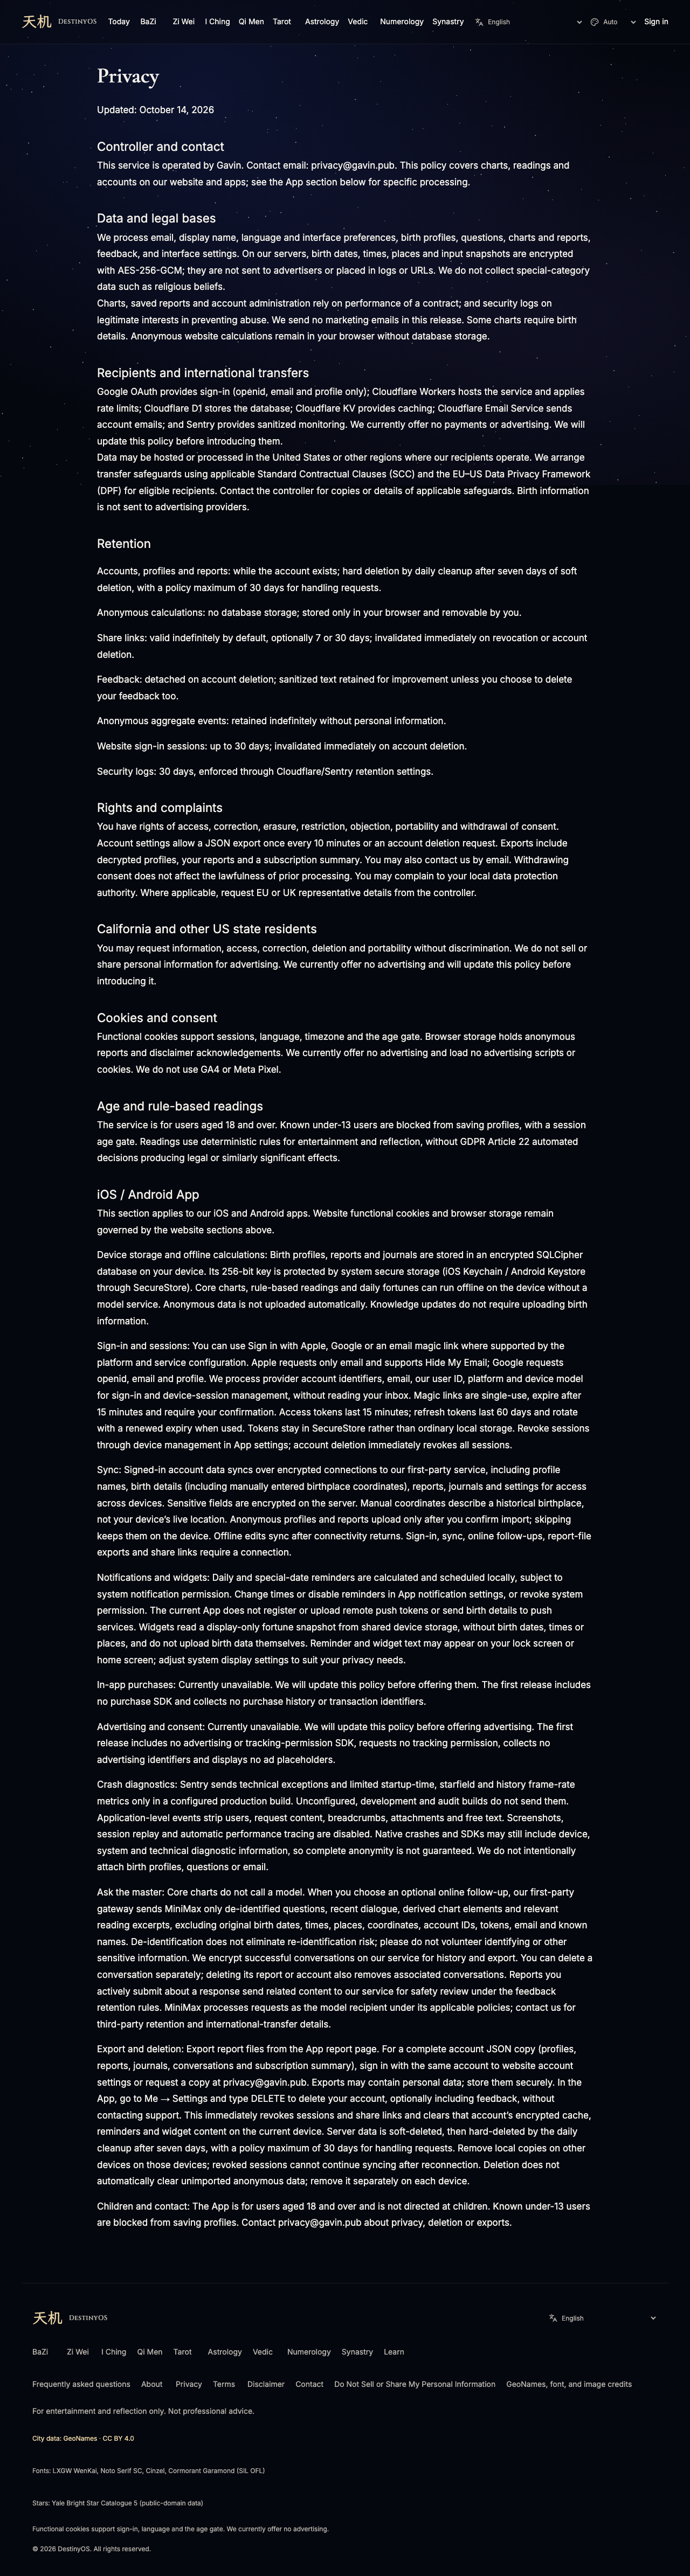 天机 DestinyOS Today BaZi Zi Wei I Ching Qi Men Tarot Astrology Vedic Numerology Synastry English Auto Sign in
Privacy
Updated: October 14, 2026
Controller and contact
This service is operated by Gavin. Contact email: privacy@gavin.pub. This policy covers charts, readings and
accounts on our website and apps; see the App section below for specific processing.
Data and legal bases
We process email, display name, language and interface preferences, birth profiles, questions, charts and reports,
feedback, and interface settings. On our servers, birth dates, times, places and input snapshots are encrypted
with AES-256-GCM; they are not sent to advertisers or placed in logs or URLs. We do not collect special-category
data such as religious beliefs.
Charts, saved reports and account administration rely on performance of a contract; and security logs on
legitimate interests in preventing abuse. We send no marketing emails in this release. Some charts require birth
details. Anonymous website calculations remain in your browser without database storage.
Recipients and international transfers
Google OAuth provides sign-in (openid, email and profile only); Cloudflare Workers hosts the service and applies
rate limits; Cloudflare D1 stores the database; Cloudflare KV provides caching; Cloudflare Email Service sends
account emails; and Sentry provides sanitized monitoring. We currently offer no payments or advertising. We will
update this policy before introducing them.
Data may be hosted or processed in the United States or other regions where our recipients operate. We arrange
transfer safeguards using applicable Standard Contractual Clauses (SCC) and the EU–US Data Privacy Framework
(DPF) for eligible recipients. Contact the controller for copies or details of applicable safeguards. Birth information
is not sent to advertising providers.
Retention
Accounts, profiles and reports: while the account exists; hard deletion by daily cleanup after seven days of soft
deletion, with a policy maximum of 30 days for handling requests.
Anonymous calculations: no database storage; stored only in your browser and removable by you.
Share links: valid indefinitely by default, optionally 7 or 30 days; invalidated immediately on revocation or account
deletion.
Feedback: detached on account deletion; sanitized text retained for improvement unless you choose to delete
your feedback too.
Anonymous aggregate events: retained indefinitely without personal information.
Website sign-in sessions: up to 30 days; invalidated immediately on account deletion.
Security logs: 30 days, enforced through Cloudflare/Sentry retention settings.
Rights and complaints
You have rights of access, correction, erasure, restriction, objection, portability and withdrawal of consent.
Account settings allow a JSON export once every 10 minutes or an account deletion request. Exports include
decrypted profiles, your reports and a subscription summary. You may also contact us by email. Withdrawing
consent does not affect the lawfulness of prior processing. You may complain to your local data protection
authority. Where applicable, request EU or UK representative details from the controller.
California and other US state residents
You may request information, access, correction, deletion and portability without discrimination. We do not sell or
share personal information for advertising. We currently offer no advertising and will update this policy before
introducing it.
Cookies and consent
Functional cookies support sessions, language, timezone and the age gate. Browser storage holds anonymous
reports and disclaimer acknowledgements. We currently offer no advertising and load no advertising scripts or
cookies. We do not use GA4 or Meta Pixel.
Age and rule-based readings
The service is for users aged 18 and over. Known under-13 users are blocked from saving profiles, with a session
age gate. Readings use deterministic rules for entertainment and reflection, without GDPR Article 22 automated
decisions producing legal or similarly significant effects.
iOS / Android App
This section applies to our iOS and Android apps. Website functional cookies and browser storage remain
governed by the website sections above.
Device storage and offline calculations: Birth profiles, reports and journals are stored in an encrypted SQLCipher
database on your device. Its 256-bit key is protected by system secure storage (iOS Keychain / Android Keystore
through SecureStore). Core charts, rule-based readings and daily fortunes can run offline on the device without a
model service. Anonymous data is not uploaded automatically. Knowledge updates do not require uploading birth
information.
Sign-in and sessions: You can use Sign in with Apple, Google or an email magic link where supported by the
platform and service configuration. Apple requests only email and supports Hide My Email; Google requests
openid, email and profile. We process provider account identifiers, email, our user ID, platform and device model
for sign-in and device-session management, without reading your inbox. Magic links are single-use, expire after
15 minutes and require your confirmation. Access tokens last 15 minutes; refresh tokens last 60 days and rotate
with a renewed expiry when used. Tokens stay in SecureStore rather than ordinary local storage. Revoke sessions
through device management in App settings; account deletion immediately revokes all sessions.
Sync: Signed-in account data syncs over encrypted connections to our first-party service, including profile
names, birth details (including manually entered birthplace coordinates), reports, journals and settings for access
across devices. Sensitive fields are encrypted on the server. Manual coordinates describe a historical birthplace,
not your device's live location. Anonymous profiles and reports upload only after you confirm import; skipping
keeps them on the device. Offline edits sync after connectivity returns. Sign-in, sync, online follow-ups, report-file
exports and share links require a connection.
Notifications and widgets: Daily and special-date reminders are calculated and scheduled locally, subject to
system notification permission. Change times or disable reminders in App notification settings, or revoke system
permission. The current App does not register or upload remote push tokens or send birth details to push
services. Widgets read a display-only fortune snapshot from shared device storage, without birth dates, times or
places, and do not upload birth data themselves. Reminder and widget text may appear on your lock screen or
home screen; adjust system display settings to suit your privacy needs.
In-app purchases: Currently unavailable. We will update this policy before offering them. The first release includes
no purchase SDK and collects no purchase history or transaction identifiers.
Advertising and consent: Currently unavailable. We will update this policy before offering advertising. The first
release includes no advertising or tracking-permission SDK, requests no tracking permission, collects no
advertising identifiers and displays no ad placeholders.
Crash diagnostics: Sentry sends technical exceptions and limited startup-time, starfield and history frame-rate
metrics only in a configured production build. Unconfigured, development and audit builds do not send them.
Application-level events strip users, request content, breadcrumbs, attachments and free text. Screenshots,
session replay and automatic performance tracing are disabled. Native crashes and SDKs may still include device,
system and technical diagnostic information, so complete anonymity is not guaranteed. We do not intentionally
attach birth profiles, questions or email.
Ask the master: Core charts do not call a model. When you choose an optional online follow-up, our first-party
gateway sends MiniMax only de-identified questions, recent dialogue, derived chart elements and relevant
reading excerpts, excluding original birth dates, times, places, coordinates, account IDs, tokens, email and known
names. De-identification does not eliminate re-identification risk; please do not volunteer identifying or other
sensitive information. We encrypt successful conversations on our service for history and export. You can delete a
conversation separately; deleting its report or account also removes associated conversations. Reports you
actively submit about a response send related content to our service for safety review under the feedback
retention rules. MiniMax processes requests as the model recipient under its applicable policies; contact us for
third-party retention and international-transfer details.
Export and deletion: Export report files from the App report page. For a complete account JSON copy (profiles,
reports, journals, conversations and subscription summary), sign in with the same account to website account
settings or request a copy at privacy@gavin.pub. Exports may contain personal data; store them securely. In the
App, go to Me → Settings and type DELETE to delete your account, optionally including feedback, without
contacting support. This immediately revokes sessions and share links and clears that account's encrypted cache,
reminders and widget content on the current device. Server data is soft-deleted, then hard-deleted by the daily
cleanup after seven days, with a policy maximum of 30 days for handling requests. Remove local copies on other
devices on those devices; revoked sessions cannot continue syncing after reconnection. Deletion does not
automatically clear unimported anonymous data; remove it separately on each device.
Children and contact: The App is for users aged 18 and over and is not directed at children. Known under-13 users
are blocked from saving profiles. Contact privacy@gavin.pub about privacy, deletion or exports.
天机 DestinyOS English
BaZi Zi Wei I Ching Qi Men Tarot Astrology Vedic Numerology Synastry Learn
Frequently asked questions About Privacy Terms Disclaimer Contact Do Not Sell or Share My Personal Information GeoNames, font, and image credits
For entertainment and reflection only. Not professional advice.
City data: GeoNames · CC BY 4.0
Fonts: LXGW WenKai, Noto Serif SC, Cinzel, Cormorant Garamond (SIL OFL)
Stars: Yale Bright Star Catalogue 5 (public-domain data)
Functional cookies support sign-in, language and the age gate. We currently offer no advertising.
© 2026 DestinyOS. All rights reserved.